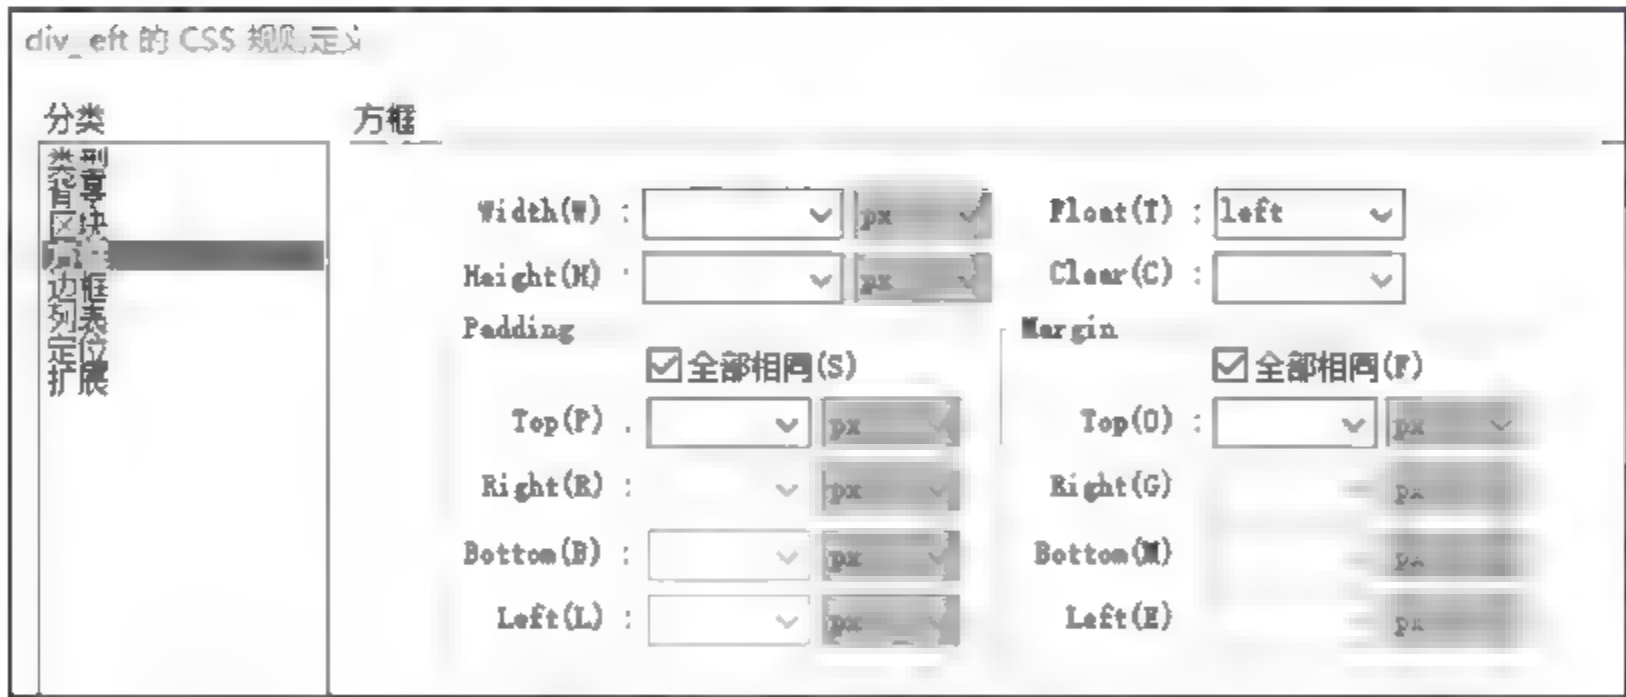 div_eft 的 CSS 规则定义
分类
方框
类型
背景
区块
方框
边框
列表
定位
扩展
Width(W) : px Float(T) : left
Height(H) : px Clear(C) :
Padding Margin
全部相同(S) 全部相同(F)
Top(P) : px Top(O) : px
Right(R) : px Right(G) px
Bottom(B) : px Bottom(M) px
Left(L) : px Left(E) px